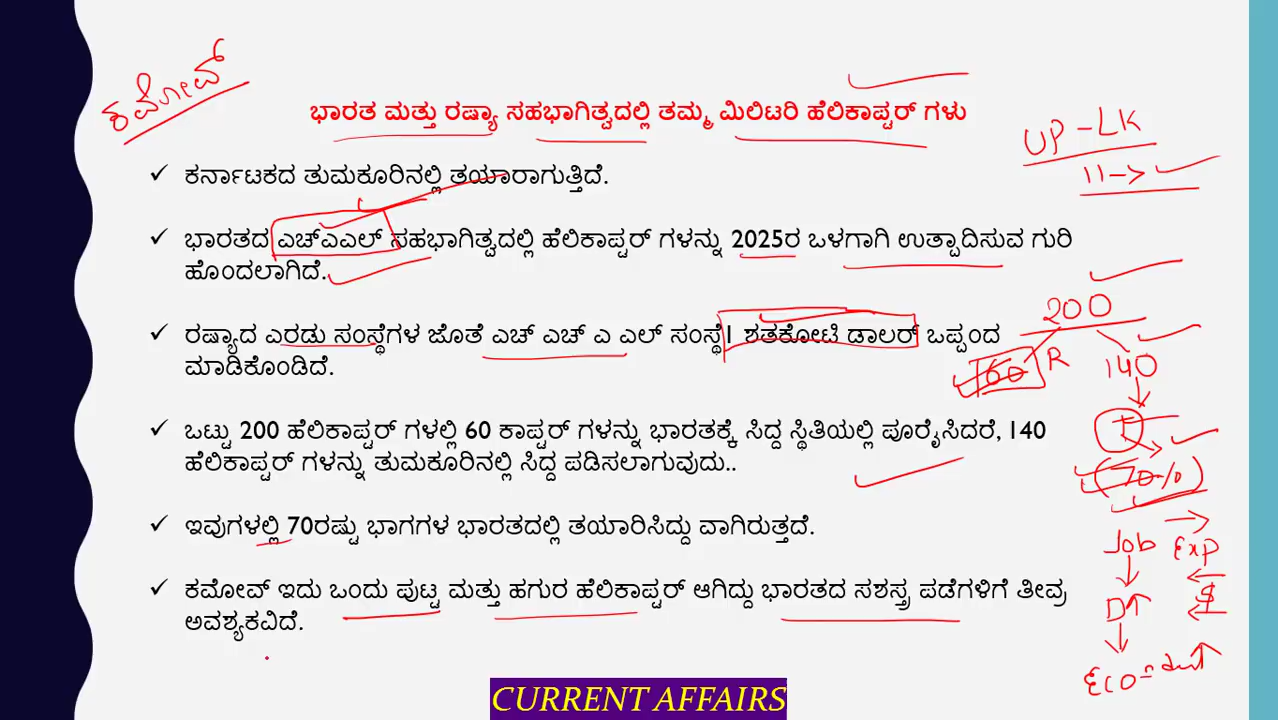 ಕಮೋವ್
ಭಾರತ ಮತ್ತು ರಷ್ಯಾ ಸಹಭಾಗಿತ್ವದಲ್ಲಿ ತಮ್ಮ ಮಿಲಿಟರಿ ಹೆಲಿಕಾಪ್ಟರ್ ಗಳು
UP-LK
11->
✓ ಕರ್ನಾಟಕದ ತುಮಕೂರಿನಲ್ಲಿ ತಯಾರಾಗುತ್ತಿದೆ.
✓ ಭಾರತದ ಎಚ್ಎಎಲ್ ಸಹಭಾಗಿತ್ವದಲ್ಲಿ ಹೆಲಿಕಾಪ್ಟರ್ ಗಳನ್ನು 2025ರ ಒಳಗಾಗಿ ಉತ್ಪಾದಿಸುವ ಗುರಿ
ಹೊಂದಲಾಗಿದೆ.
✓ ರಷ್ಯಾದ ಎರಡು ಸಂಸ್ಥೆಗಳ ಜೊತೆ ಎಚ್ ಎಚ್ ಎ ಎಲ್ ಸಂಸ್ಥೆ1 ಶತಕೋಟಿ ಡಾಲರ್ ಒಪ್ಪಂದ
ಮಾಡಿಕೊಂಡಿದೆ.
✓ ಒಟ್ಟು 200 ಹೆಲಿಕಾಪ್ಟರ್ ಗಳಲ್ಲಿ 60 ಕಾಪ್ಟರ್ ಗಳನ್ನು ಭಾರತಕ್ಕೆ ಸಿದ್ದ ಸ್ಥಿತಿಯಲ್ಲಿ ಪೂರೈಸಿದರೆ, 140
ಹೆಲಿಕಾಪ್ಟರ್ ಗಳನ್ನು ತುಮಕೂರಿನಲ್ಲಿ ಸಿದ್ದ ಪಡಿಸಲಾಗುವುದು..
✓ ಇವುಗಳಲ್ಲಿ 70ರಷ್ಟು ಭಾಗಗಳ ಭಾರತದಲ್ಲಿ ತಯಾರಿಸಿದ್ದು ವಾಗಿರುತ್ತದೆ.
✓ ಕಮೋವ್ ಇದು ಒಂದು ಪುಟ್ಟ ಮತ್ತು ಹಗುರ ಹೆಲಿಕಾಪ್ಟರ್ ಆಗಿದ್ದು ಭಾರತದ ಸಶಸ್ತ್ರ ಪಡೆಗಳಿಗೆ ತೀವ್ರ
ಅವಶ್ಯಕವಿದೆ.
200
60 R 140
(70%)
Job Exp
D↑ $
CURRENT AFFAIRS